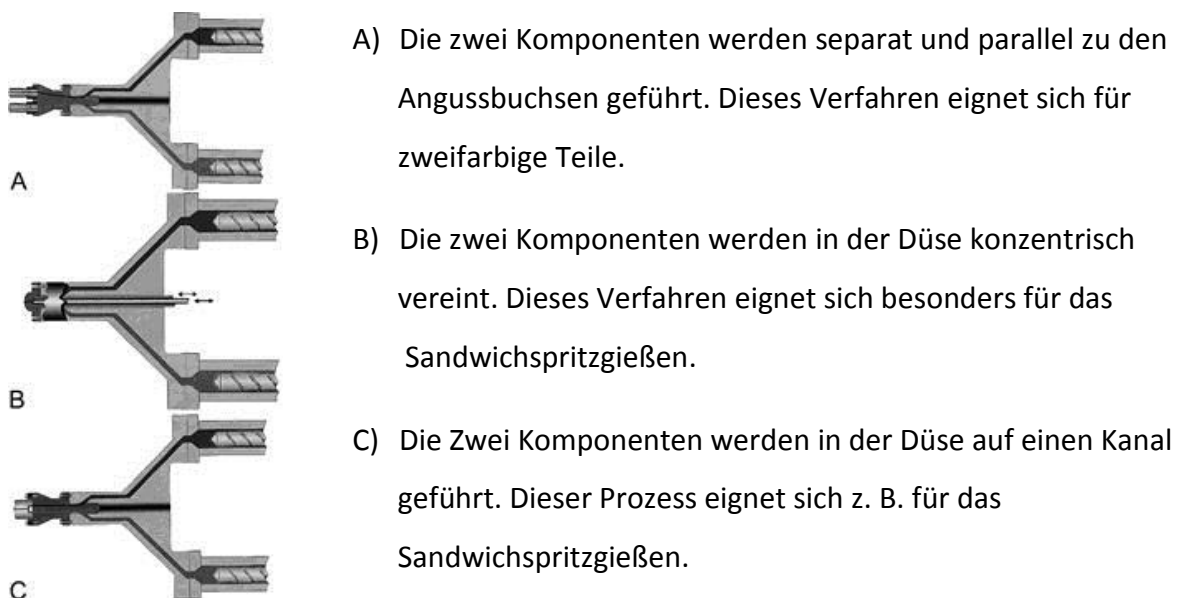 A) Die zwei Komponenten werden separat und parallel zu den
Angussbuchsen geführt. Dieses Verfahren eignet sich für
zweifarbige Teile.
A
B) Die zwei Komponenten werden in der Düse konzentrisch
vereint. Dieses Verfahren eignet sich besonders für das
Sandwichspritzgießen.
B
C) Die Zwei Komponenten werden in der Düse auf einen Kanal
geführt. Dieser Prozess eignet sich z. B. für das
Sandwichspritzgießen.
C